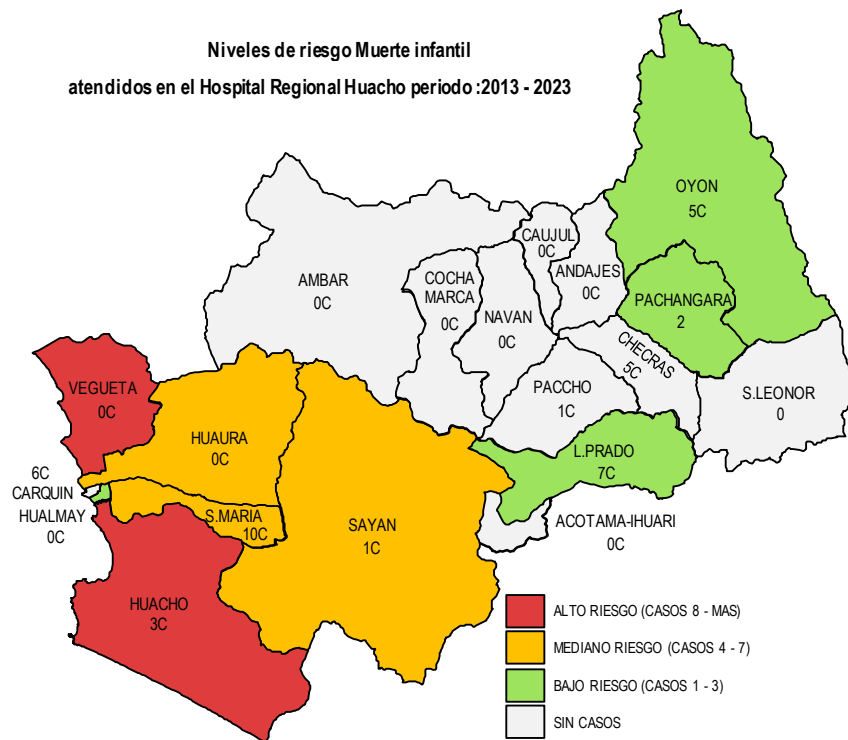 Niveles de riesgo Muerte infantil
atendidos en el Hospital Regional Huacho periodo :2013 - 2023
OYON
5C
CAUJUL
0C
ANDAJES
0C
AMBAR
0C
COCHA
MARCA
0C
NAVAN
0C
PACHANGARA
2
CHECRAS
5C
S.LEONOR
0
VEGUETA
0C
PACCHO
1C
HUAURA
0C
L.PRADO
7C
6C
CARQUIN
HUALMAY
0C
S.MARIA
10C
SAYAN
1C
ACOTAMA-IHUARI
0C
HUACHO
3C
ALTO RIESGO (CASOS 8 - MAS)
MEDIANO RIESGO (CASOS 4 - 7)
BAJO RIESGO (CASOS 1 - 3)
SIN CASOS